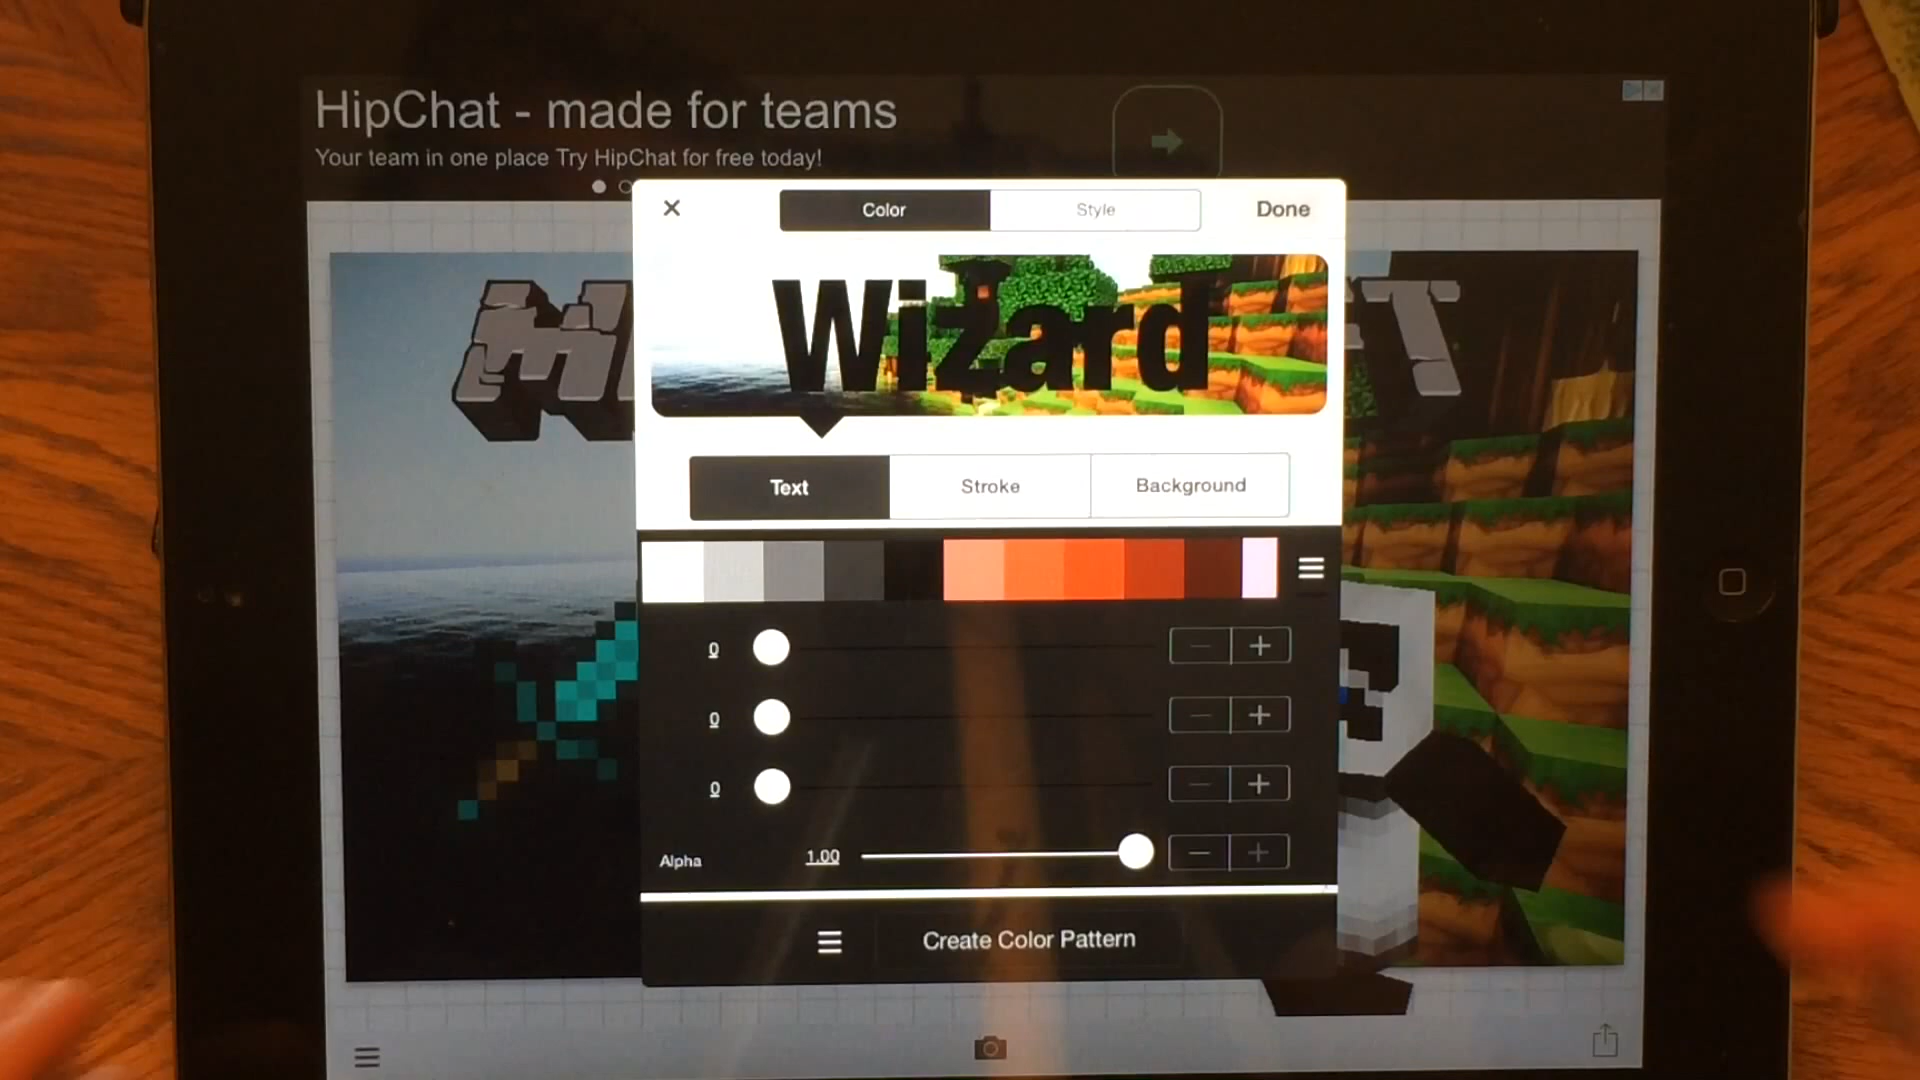 HipChat - made for teams
Your team in one place Try HipChat for free today!
Color Style Done
Wizard
Text Stroke Background
0
0
0
Alpha 1.00
Create Color Pattern